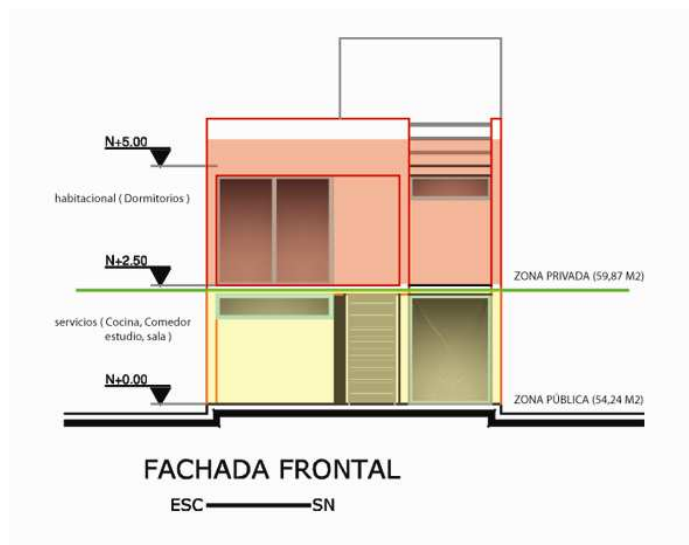 N+5.00
habitacional ( Dormitorios )
N+2.50
ZONA PRIVADA (59,87 M2)
servicios ( Cocina, Comedor
estudio, sala )
N+0.00
ZONA PÚBLICA (54,24 M2)
FACHADA FRONTAL
ESC SN